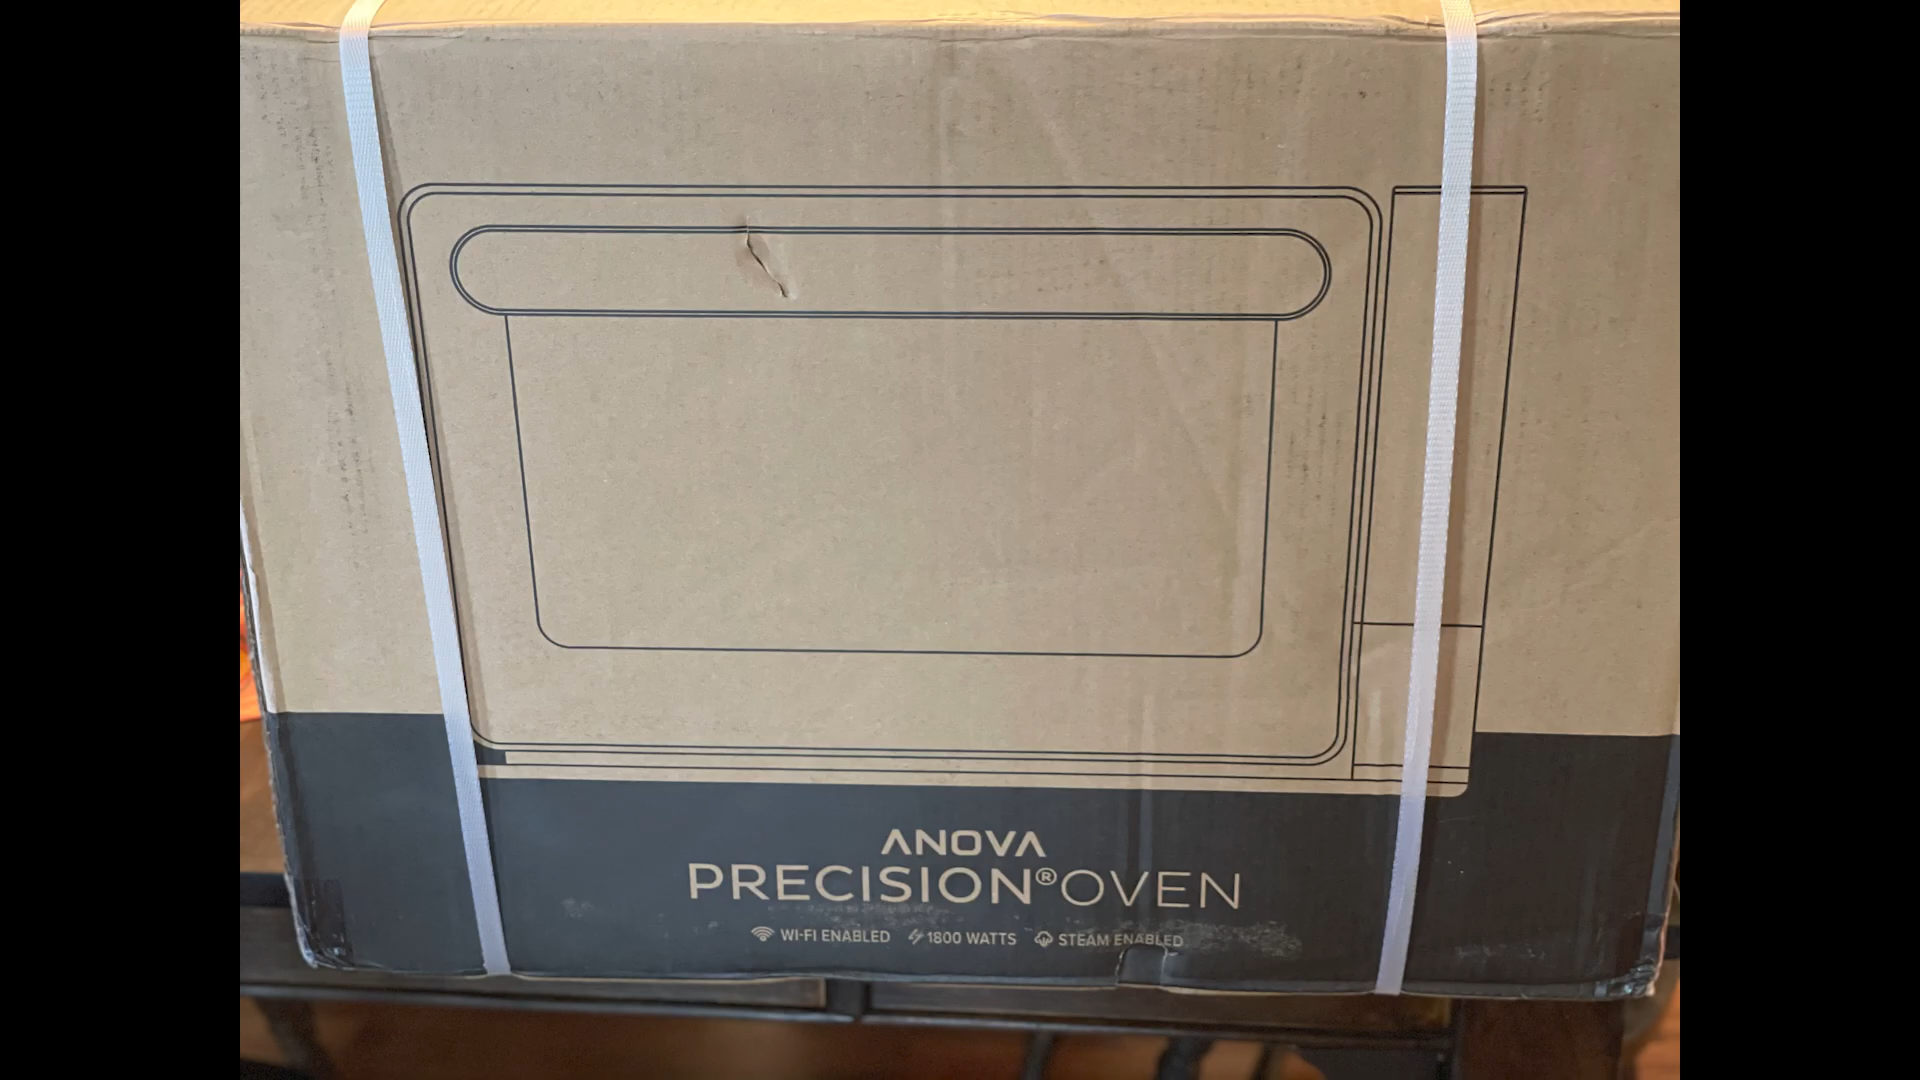 ANOVA
PRECISION®OVEN
WI-FI ENABLED 1800 WATTS STEAM ENABLED